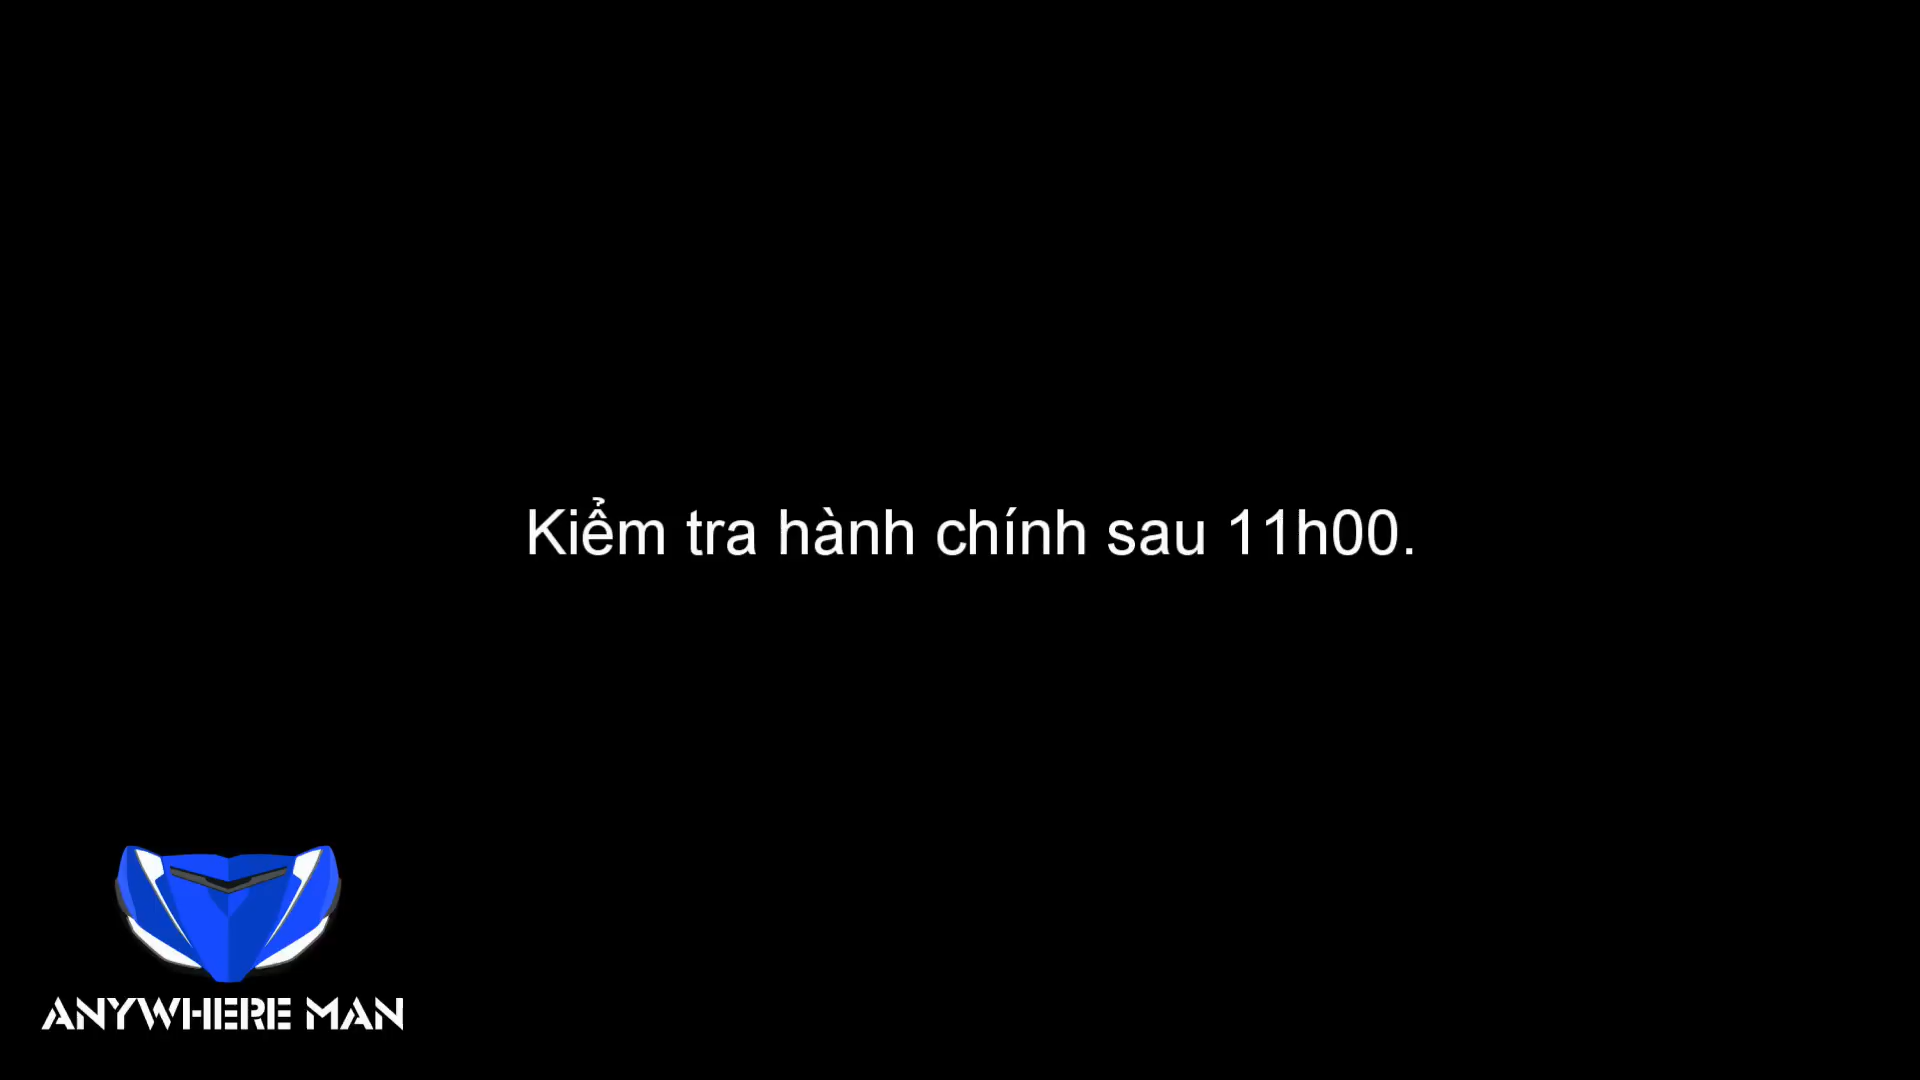 Kiểm tra hành chính sau 11h00.
ANYWHERE MAN